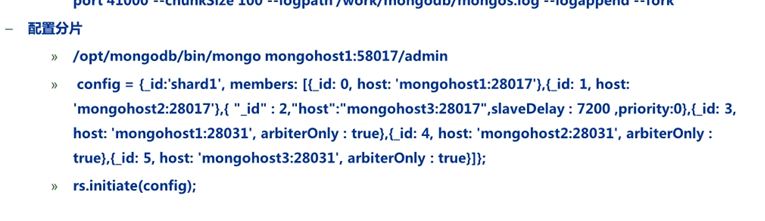 port 41000 --chunkSize 100 --logpath /work/mongodb/mongos.log --logappend --fork
– 配置分片
» /opt/mongodb/bin/mongo mongohost1:58017/admin
» config = {_id:'shard1', members: [{_id: 0, host: 'mongohost1:28017'},{_id: 1, host:
'mongohost2:28017'},{ "_id" : 2,"host":"mongohost3:28017",slaveDelay : 7200 ,priority:0},{_id: 3,
host: 'mongohost1:28031', arbiterOnly : true},{_id: 4, host: 'mongohost2:28031', arbiterOnly :
true},{_id: 5, host: 'mongohost3:28031', arbiterOnly : true}]};
» rs.initiate(config);